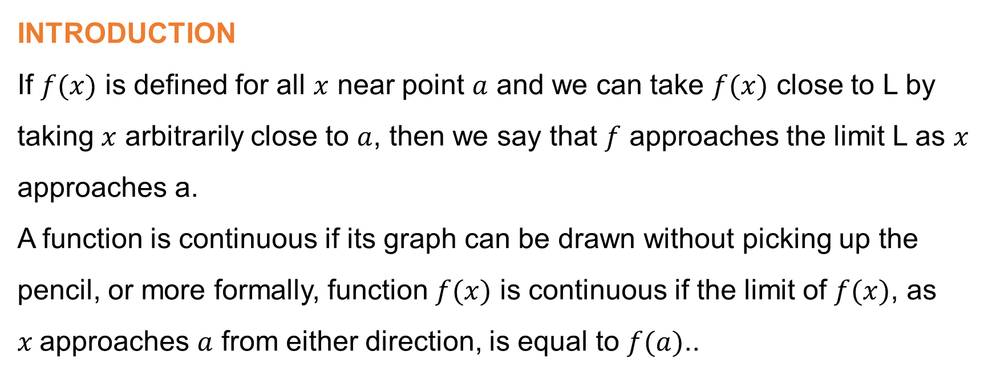 INTRODUCTION
If 𝑓(𝑥) is defined for all 𝑥 near point 𝑎 and we can take 𝑓(𝑥) close to L by
taking 𝑥 arbitrarily close to 𝑎, then we say that 𝑓 approaches the limit L as 𝑥
approaches a.
A function is continuous if its graph can be drawn without picking up the
pencil, or more formally, function 𝑓(𝑥) is continuous if the limit of 𝑓(𝑥), as
𝑥 approaches 𝑎 from either direction, is equal to 𝑓(𝑎)..